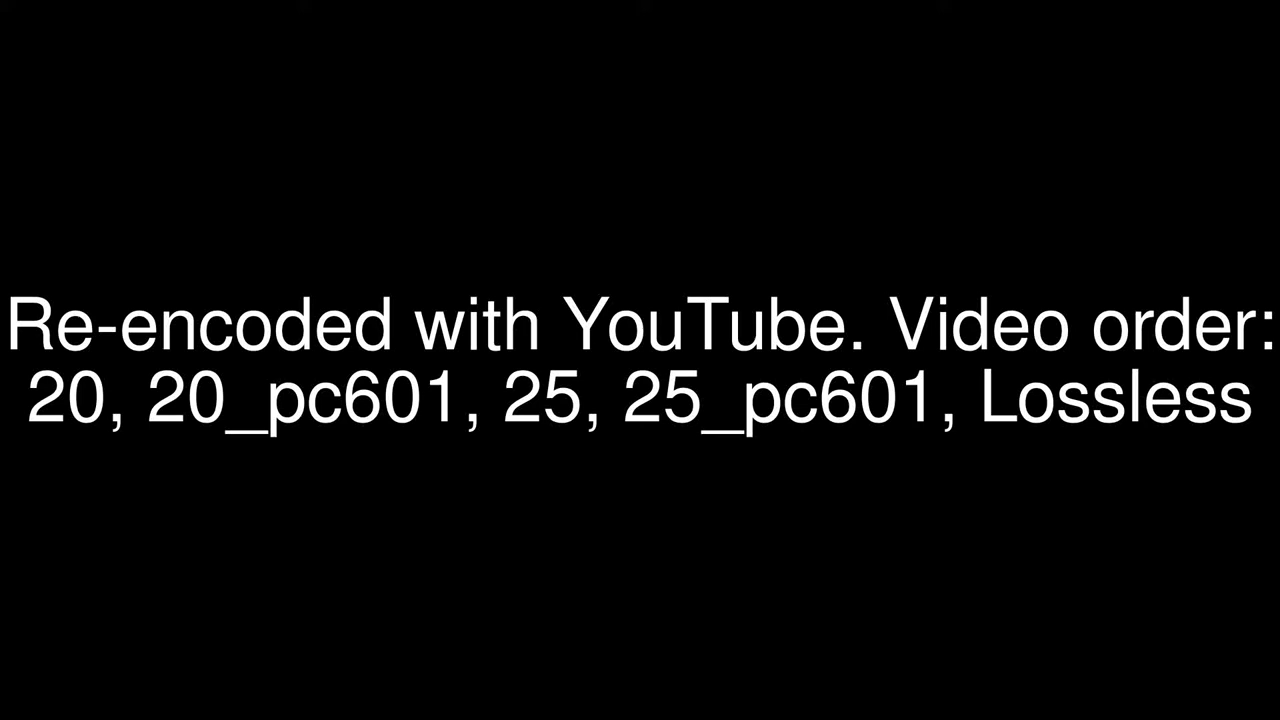 Re-encoded with YouTube. Video order:
20, 20_pc601, 25, 25_pc601, Lossless